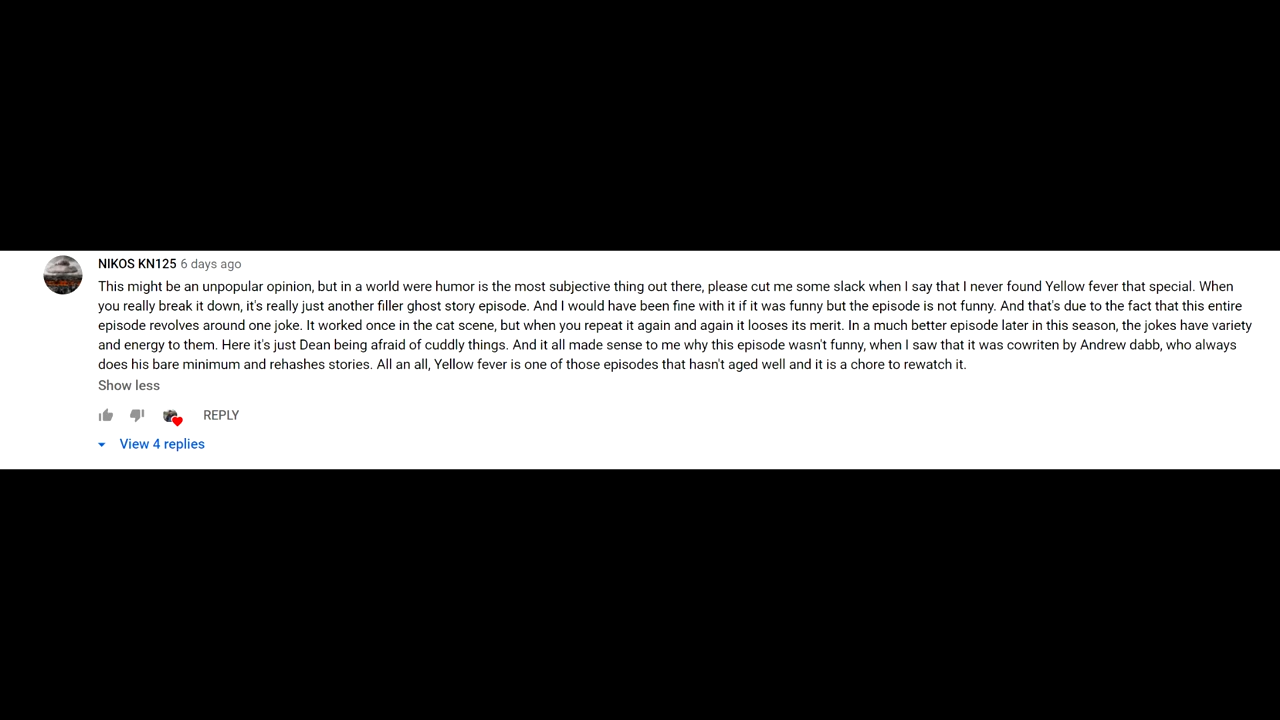 NIKOS KN125 6 days ago
This might be an unpopular opinion, but in a world were humor is the most subjective thing out there, please cut me some slack when I say that I never found Yellow fever that special. When
you really break it down, it's really just another filler ghost story episode. And I would have been fine with it if it was funny but the episode is not funny. And that's due to the fact that this entire
episode revolves around one joke. It worked once in the cat scene, but when you repeat it again and again it looses its merit. In a much better episode later in this season, the jokes have variety
and energy to them. Here it's just Dean being afraid of cuddly things. And it all made sense to me why this episode wasn't funny, when I saw that it was cowriten by Andrew dabb, who always
does his bare minimum and rehashes stories. All an all, Yellow fever is one of those episodes that hasn't aged well and it is a chore to rewatch it.
Show less
REPLY
View 4 replies